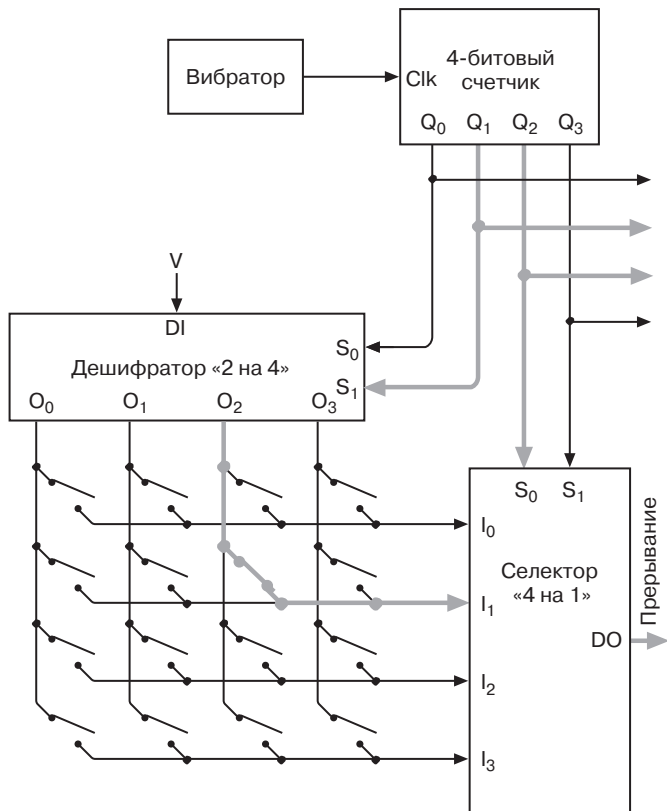 Вибратор
4-битовый
счетчик
Clk
Q₀ Q₁ Q₂ Q₃
V
DI
Дешифратор «2 на 4»
S₀
S₁
O₀ O₁ O₂ O₃
S₀ S₁
I₀
Селектор
«4 на 1»
I₁
DO
Прерывание
I₂
I₃